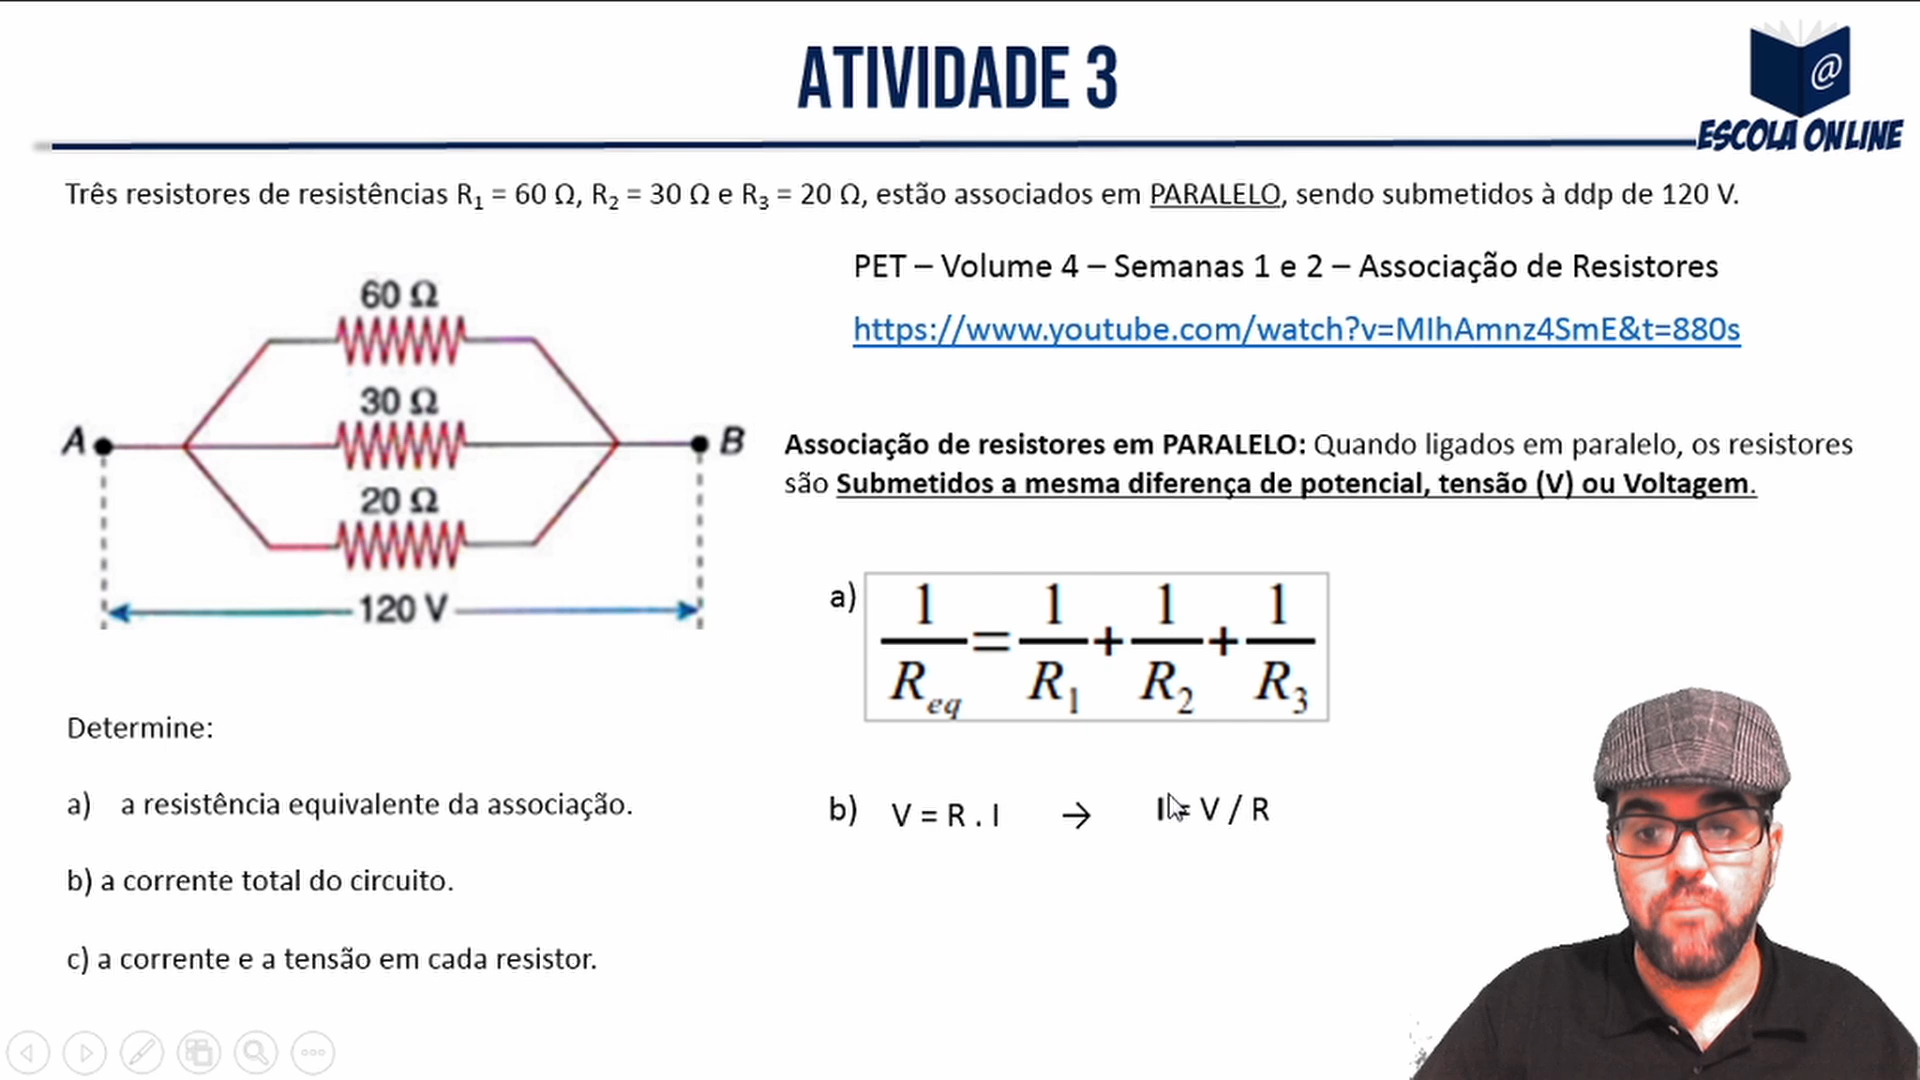 ATIVIDADE 3
@
ESCOLA ONLINE
Três resistores de resistências R₁ = 60 Ω, R₂ = 30 Ω e R₃ = 20 Ω, estão associados em PARALELO, sendo submetidos à ddp de 120 V.
PET – Volume 4 – Semanas 1 e 2 – Associação de Resistores
https://www.youtube.com/watch?v=MIhAmnz4SmE&t=880s
60 Ω
30 Ω
A
B
20 Ω
120 V
Associação de resistores em PARALELO: Quando ligados em paralelo, os resistores
são Submetidos a mesma diferença de potencial, tensão (V) ou Voltagem.
a) 1/R_eq = 1/R₁ + 1/R₂ + 1/R₃
Determine:
a) a resistência equivalente da associação.
b) a corrente total do circuito.
c) a corrente e a tensão em cada resistor.
b) V = R . I → I = V / R